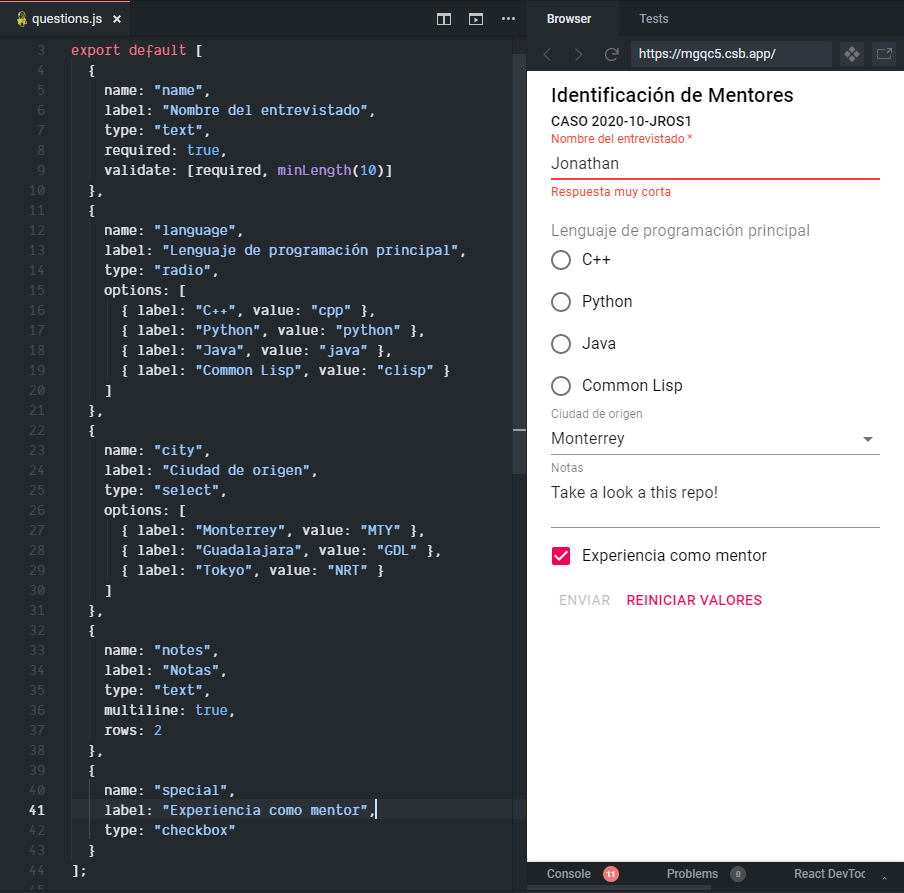 questions.js ×
3 export default [
4 {
5 name: "name",
6 label: "Nombre del entrevistado",
7 type: "text",
8 required: true,
9 validate: [required, minLength(10)]
10 },
11 {
12 name: "language",
13 label: "Lenguaje de programación principal",
14 type: "radio",
15 options: [
16 { label: "C++", value: "cpp" },
17 { label: "Python", value: "python" },
18 { label: "Java", value: "java" },
19 { label: "Common Lisp", value: "clisp" }
20 ]
21 },
22 {
23 name: "city",
24 label: "Ciudad de origen",
25 type: "select",
26 options: [
27 { label: "Monterrey", value: "MTY" },
28 { label: "Guadalajara", value: "GDL" },
29 { label: "Tokyo", value: "NRT" }
30 ]
31 },
32 {
33 name: "notes",
34 label: "Notas",
35 type: "text",
36 multiline: true,
37 rows: 2
38 },
39 {
40 name: "special",
41 label: "Experiencia como mentor",
42 type: "checkbox"
43 }
44 ];
45
Browser Tests
https://mgqc5.csb.app/
Identificación de Mentores
CASO 2020-10-JROS1
Nombre del entrevistado *
Jonathan
Respuesta muy corta
Lenguaje de programación principal
C++
Python
Java
Common Lisp
Ciudad de origen
Monterrey
Notas
Take a look a this repo!
Experiencia como mentor
ENVIAR REINICIAR VALORES
Console 11 Problems 0 React DevToo